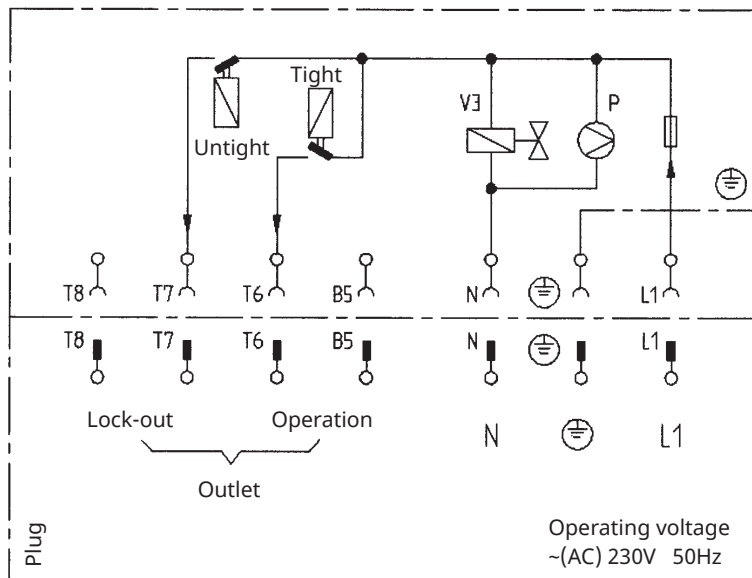 Tight
Untight
V3
P
T8 T7 T6 B5 N L1
T8 T7 T6 B5 N L1
Lock-out Operation
N L1
Outlet
Plug
Operating voltage
~(AC) 230V 50Hz